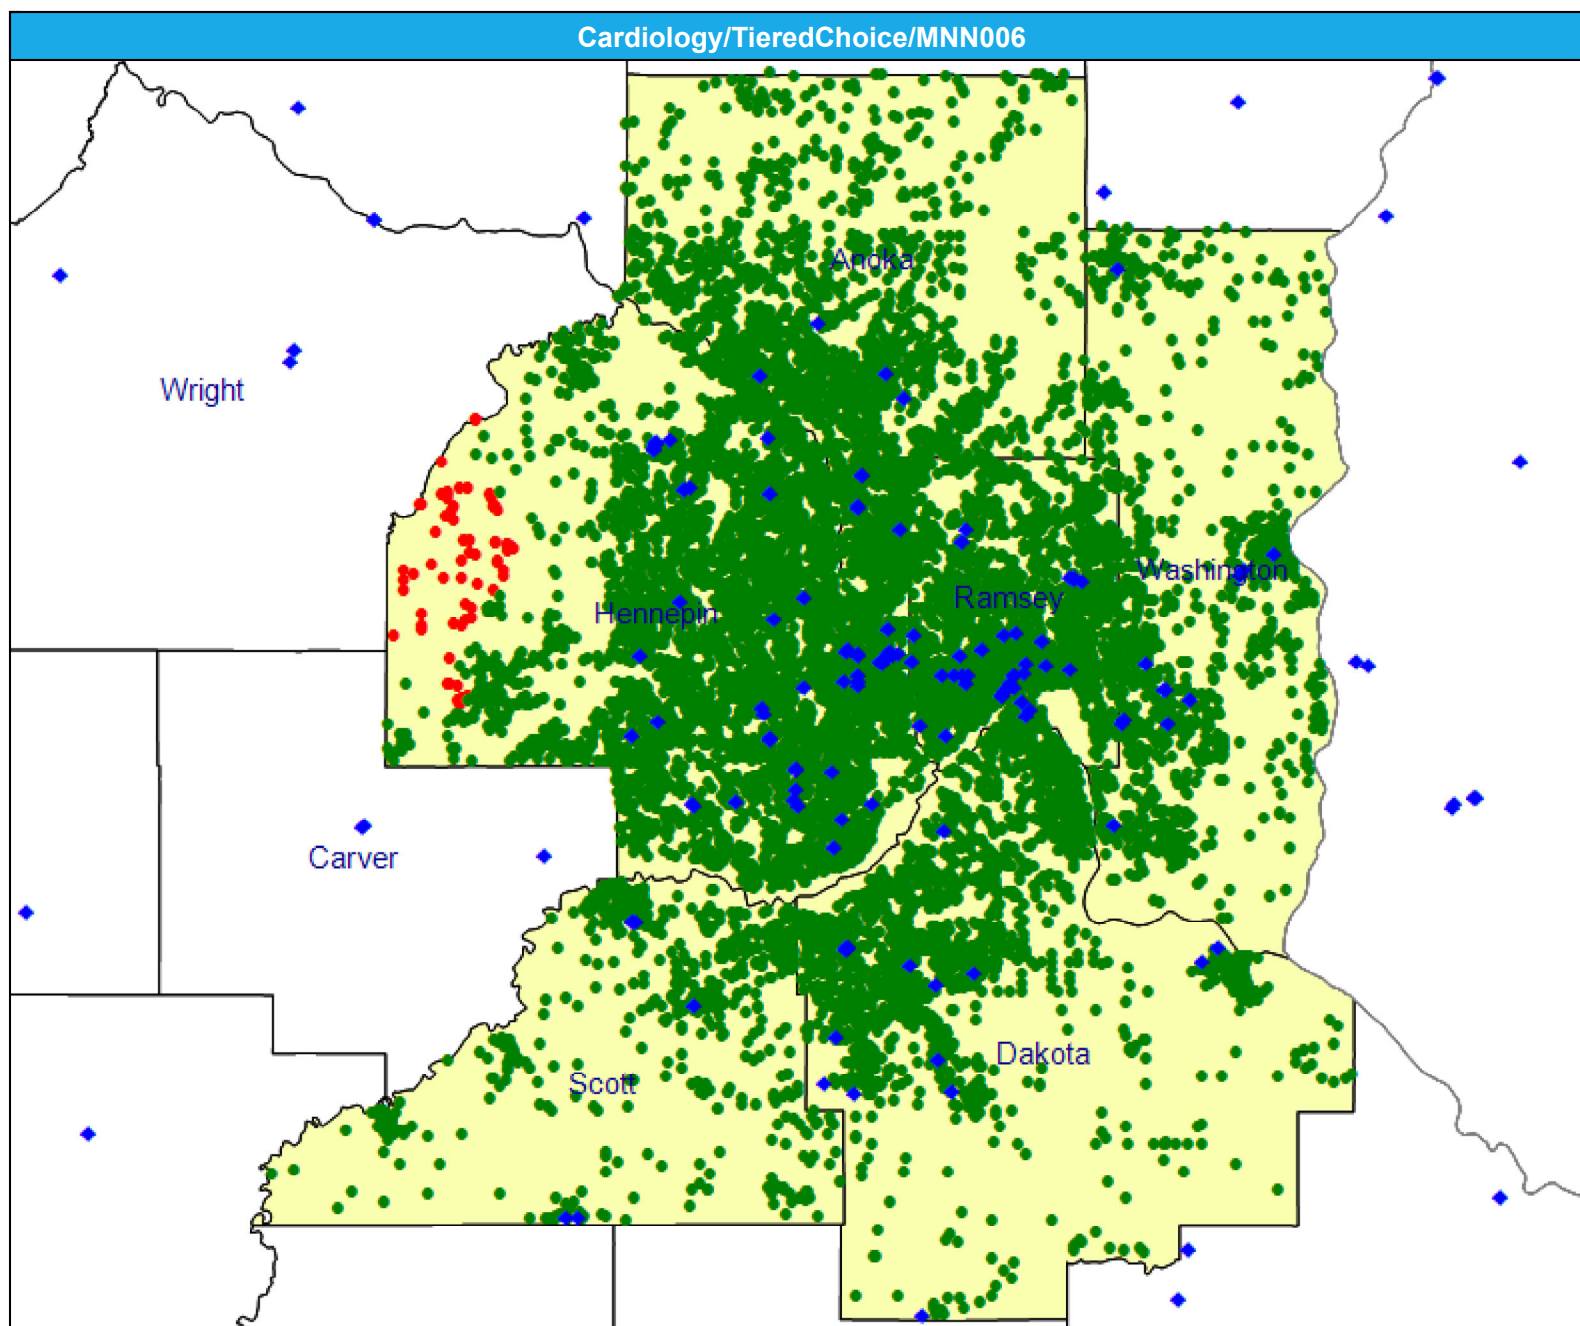 Cardiology/TieredChoice/MNN006
Anoka
Wright
Washington
Ramsey
Hennepin
Carver
Dakota
Scott